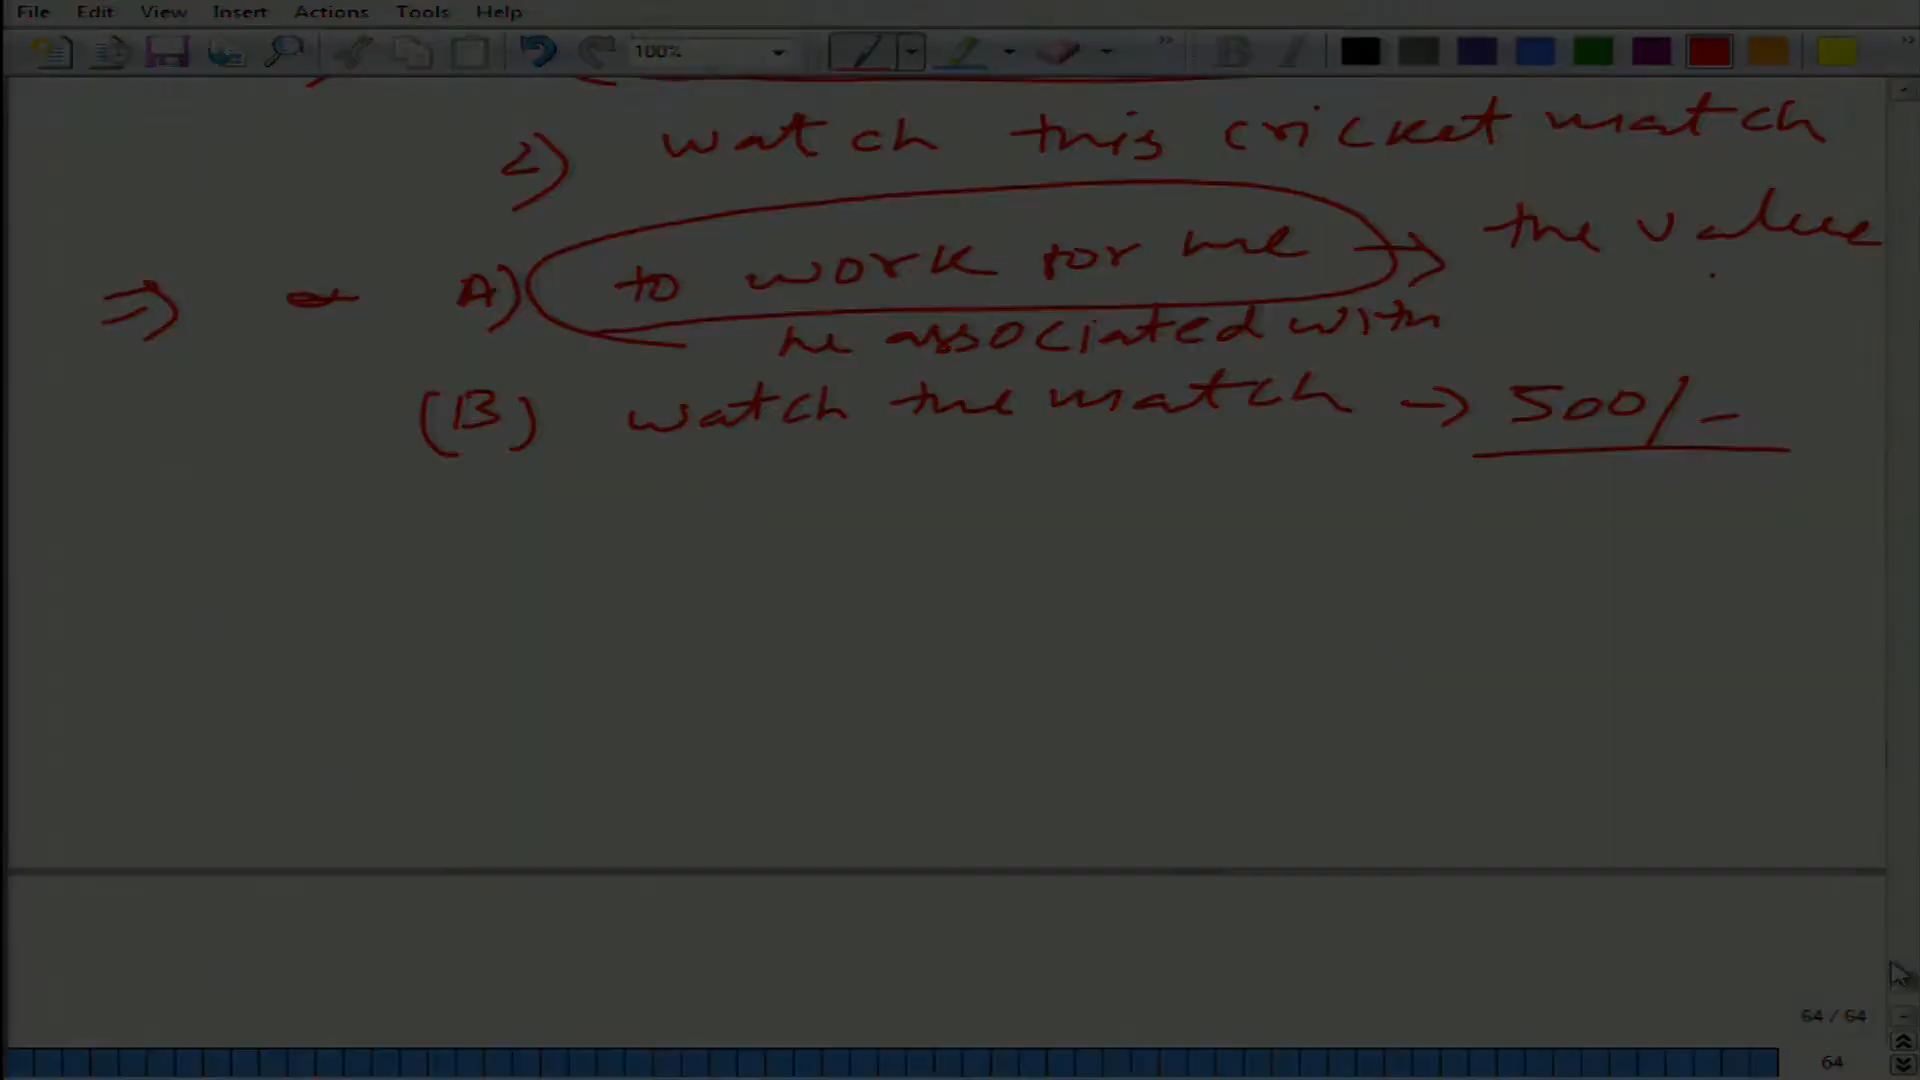 File Edit View Insert Actions Tools Help
100%
2) watch this cricket match
⇒ A) to work for me → the value
he associated with
(B) watch the match → 500/-
64 / 64
64